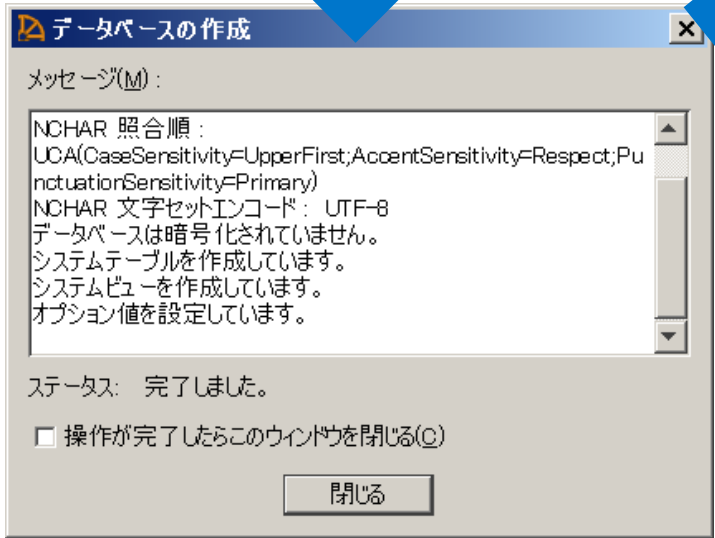 データベースの作成
メッセージ(M) :
NCHAR 照合順 :
UCA(CaseSensitivity=UpperFirst;AccentSensitivity=Respect;Pu
nctuationSensitivity=Primary)
NCHAR 文字セットエンコード : UTF-8
データベースは暗号化されていません。
システムテーブルを作成しています。
システムビューを作成しています。
オプション値を設定しています。
ステータス: 完了しました。
操作が完了したらこのウィンドウを閉じる(C)
閉じる